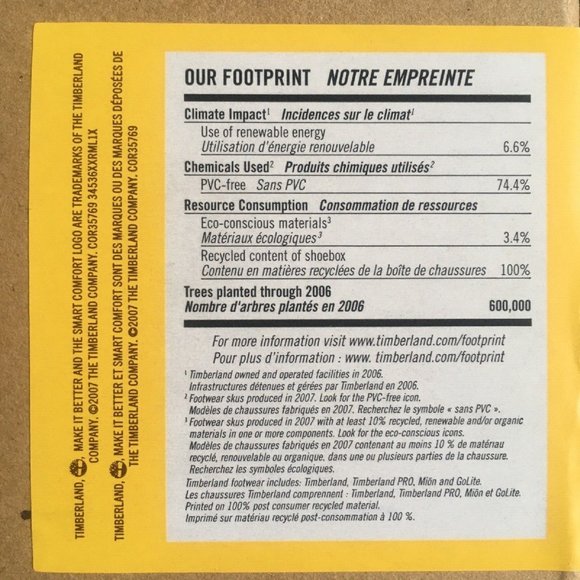 OUR FOOTPRINT NOTRE EMPREINTE
Climate Impact¹ Incidences sur le climat¹
Use of renewable energy
Utilisation d'énergie renouvelable 6.6%
Chemicals Used² Produits chimiques utilisés²
PVC-free Sans PVC 74.4%
Resource Consumption Consommation de ressources
Eco-conscious materials³
Matériaux écologiques³ 3.4%
Recycled content of shoebox
Contenu en matières recyclées de la boîte de chaussures 100%
Trees planted through 2006
Nombre d'arbres plantés en 2006 600,000
For more information visit www.timberland.com/footprint
Pour plus d'information : www. timberland.com/footprint
¹ Timberland owned and operated facilities in 2006.
Infrastructures détenues et gérées par Timberland en 2006.
² Footwear skus produced in 2007. Look for the PVC-free icon.
Modèles de chaussures fabriqués en 2007. Recherchez le symbole « sans PVC ».
³ Footwear skus produced in 2007 with at least 10% recycled, renewable and/or organic
materials in one or more components. Look for the eco-conscious icons.
Modèles de chaussures fabriqués en 2007 contenant au moins 10 % de matériau
recyclé, renouvelable ou organique, dans une ou plusieurs parties de la chaussure.
Recherchez les symboles écologiques.
Timberland footwear includes: Timberland, Timberland PRO, Miōn and GoLite.
Les chaussures Timberland comprennent : Timberland, Timberland PRO, Miōn et GoLite.
Printed on 100% post consumer recycled material.
Imprimé sur matériau recyclé post-consommation à 100 %.
TIMBERLAND, MAKE IT BETTER AND THE SMART COMFORT LOGO ARE TRADEMARKS OF THE TIMBERLAND
COMPANY. ©2007 THE TIMBERLAND COMPANY. COR35769 34536XXRML1X
TIMBERLAND, MAKE IT BETTER ET SMART COMFORT SONT DES MARQUES OU DES MARQUES DÉPOSÉES DE
THE TIMBERLAND COMPANY. ©2007 THE TIMBERLAND COMPANY. COR35769